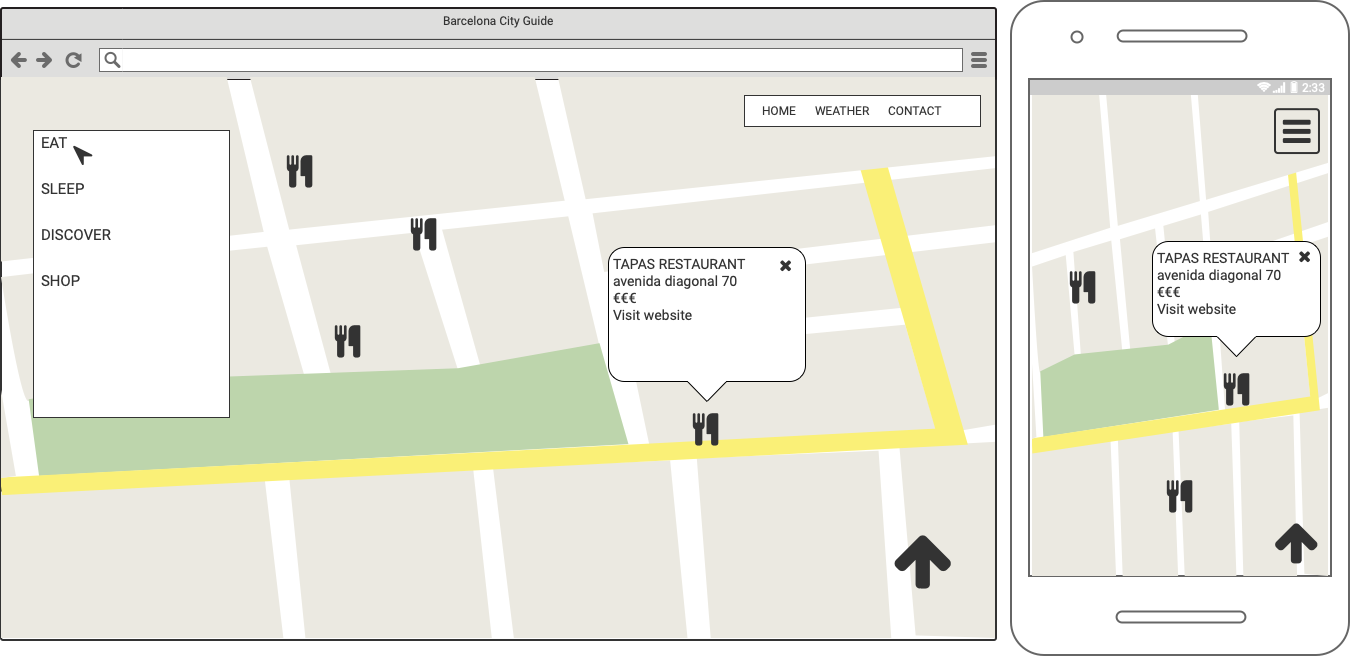 Barcelona City Guide
HOME WEATHER CONTACT
EAT
SLEEP
DISCOVER
SHOP
TAPAS RESTAURANT
avenida diagonal 70
€€€
Visit website
2:33
TAPAS RESTAURANT
avenida diagonal 70
€€€
Visit website